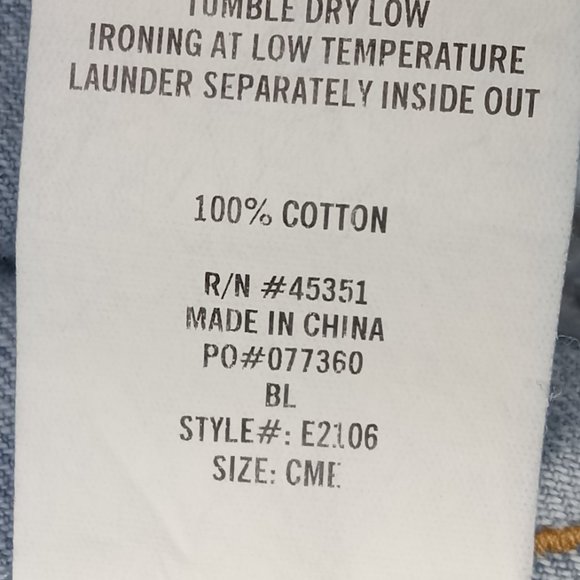 TUMBLE DRY LOW
IRONING AT LOW TEMPERATURE
LAUNDER SEPARATELY INSIDE OUT
100% COTTON
R/N #45351
MADE IN CHINA
PO#077360
BL
STYLE#: E2106
SIZE: